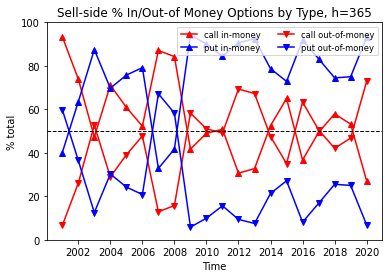 Sell-side % In/Out-of Money Options by Type, h=365
call in-money
put in-money
call out-of-money
put out-of-money
100
80
60
40
20
0
% total
2002 2004 2006 2008 2010 2012 2014 2016 2018 2020
Time